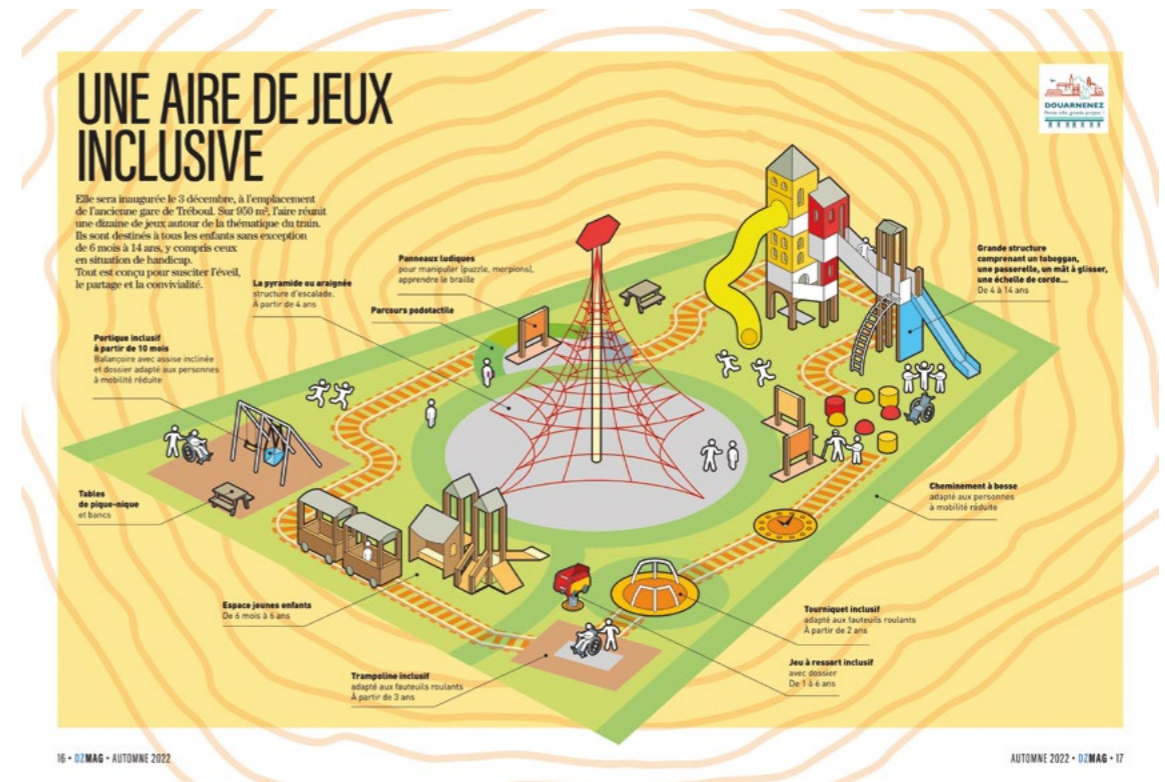 UNE AIRE DE JEUX
INCLUSIVE
Elle sera inaugurée le 3 décembre, à l'emplacement
de l'ancienne gare de Tréboul. Sur 950 m², l'aire réunit
une dizaine de jeux autour de la thématique du train.
Ils sont destinés à tous les enfants sans exception
de 6 mois à 14 ans, y compris ceux
en situation de handicap.
Tout est conçu pour susciter l'éveil,
le partage et la convivialité.
DOUARNENEZ
Petite ville, grands projets !
Panneaux ludiques
pour manipuler (puzzle, morpions),
apprendre le braille
La pyramide ou araignée
structure d'escalade.
À partir de 4 ans
Parcours podotactile
Grande structure
comprenant un toboggan,
une passerelle, un mât à glisser,
une échelle de corde...
De 4 à 14 ans
Portique inclusif
à partir de 10 mois
Balançoire avec assise inclinée
et dossier adapté aux personnes
à mobilité réduite
Tables
de pique-nique
et bancs
Cheminement à bosse
adapté aux personnes
à mobilité réduite
Espace jeunes enfants
De 6 mois à 6 ans
Tourniquet inclusif
adapté aux fauteuils roulants
À partir de 2 ans
Jeu à ressort inclusif
avec dossier
De 1 à 6 ans
Trampoline inclusif
adapté aux fauteuils roulants
À partir de 3 ans
16 • DZMAG • AUTOMNE 2022
AUTOMNE 2022 • DZMAG • 17